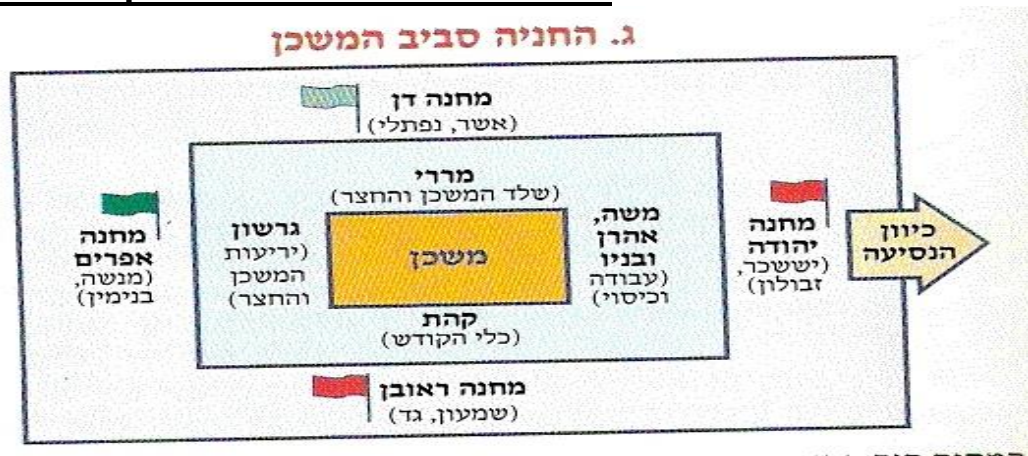 ג. החניה סביב המשכן
מחנה דן
(אשר, נפתלי)
מררי
(שלד המשכן והחצר)
מחנה
יהודה
(יששכר,
זבולון)
כיוון
הנסיעה
משה,
אהרן
ובניו
(עבודה
וכיסוי)
משכן
גרשון
(יריעות
המשכן
והחצר)
מחנה
אפרים
(מנשה,
בנימין)
קהת
(כלי הקודש)
מחנה ראובן
(שמעון, גד)